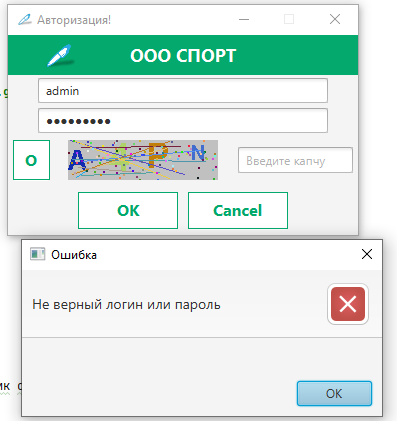 Авторизация!
ООО СПОРТ
admin
•••••••••
О
A P N
Введите капчу
OK
Cancel
Ошибка
Не верный логин или пароль
OK